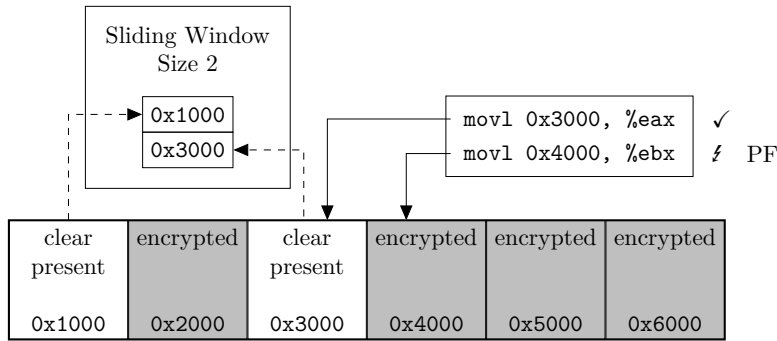 Sliding Window
Size 2
0x1000
0x3000
movl 0x3000, %eax ✓
movl 0x4000, %ebx PF
clear present
encrypted
clear present
encrypted
encrypted
encrypted
0x1000 0x2000 0x3000 0x4000 0x5000 0x6000